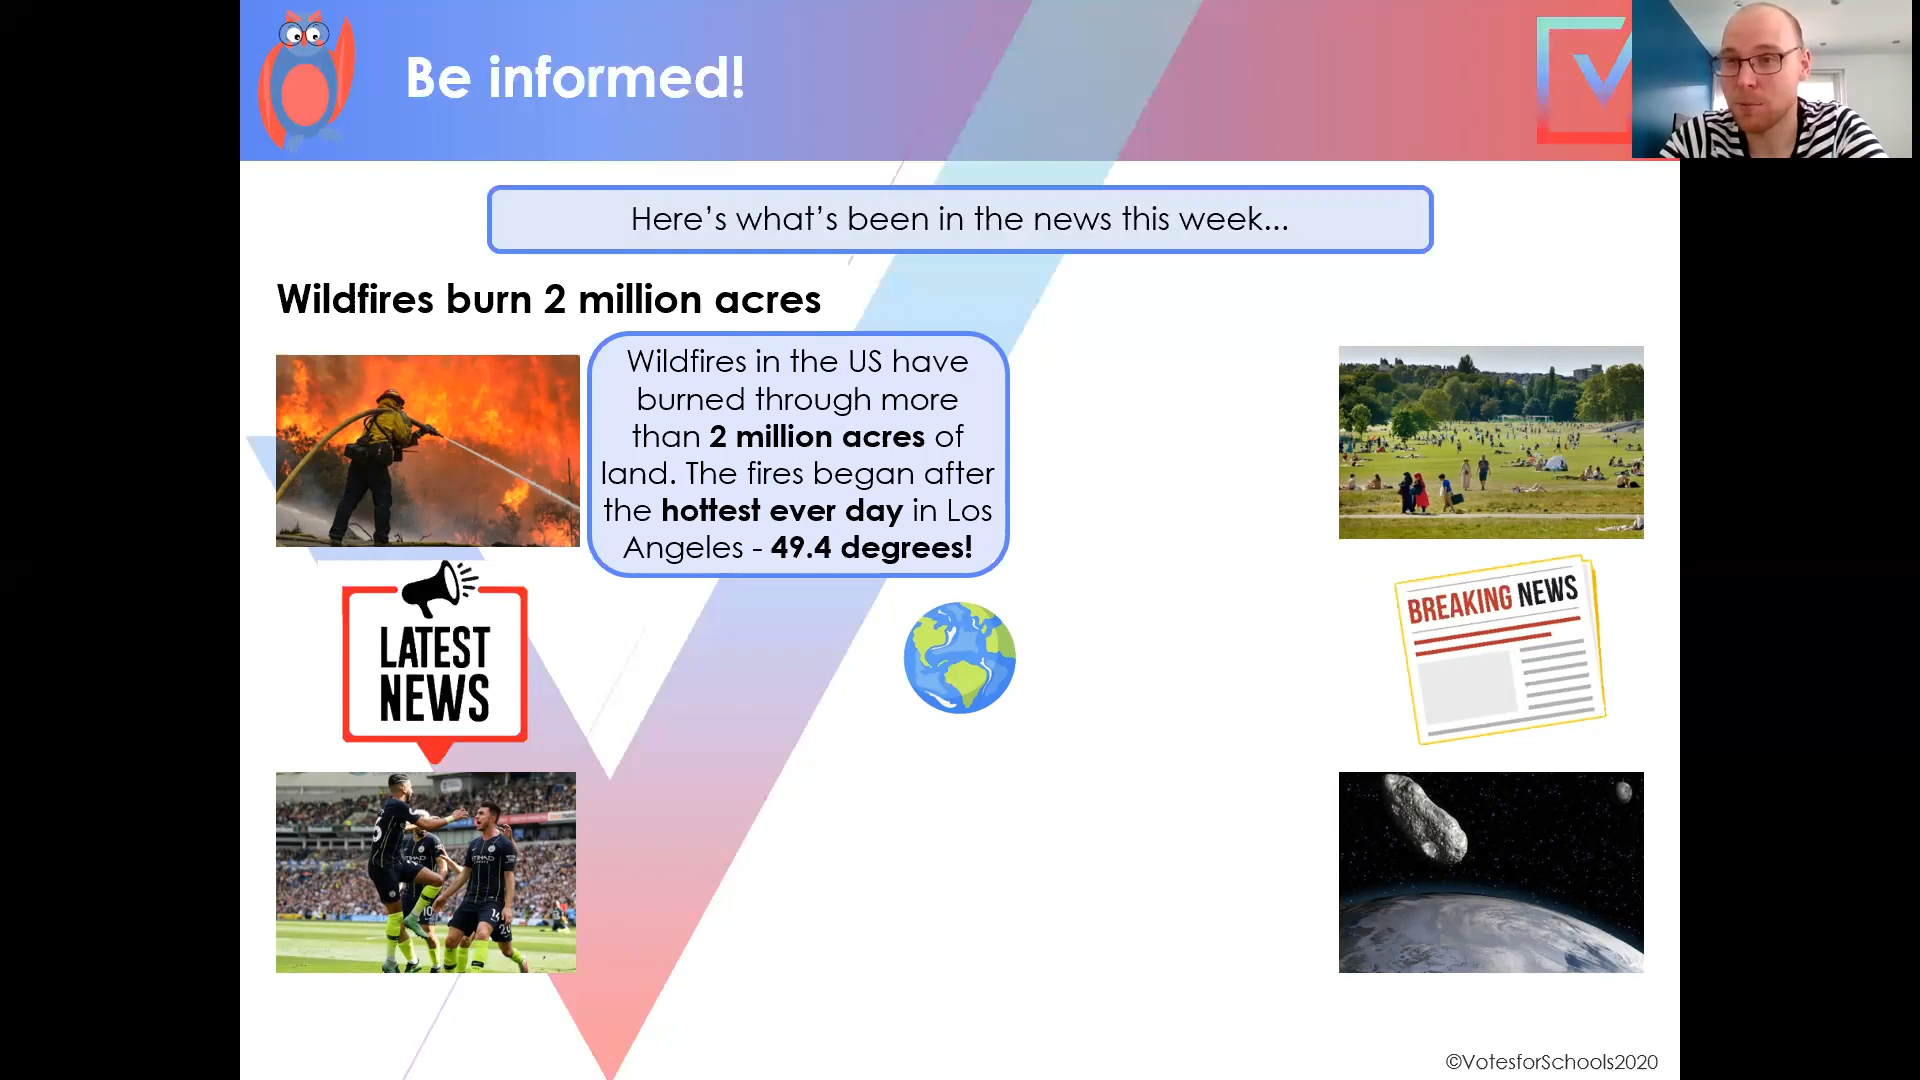 Be informed!
Here's what's been in the news this week...
Wildfires burn 2 million acres
Wildfires in the US have
burned through more
than 2 million acres of
land. The fires began after
the hottest ever day in Los
Angeles - 49.4 degrees!
LATEST
NEWS
BREAKING NEWS
©VotesforSchools2020